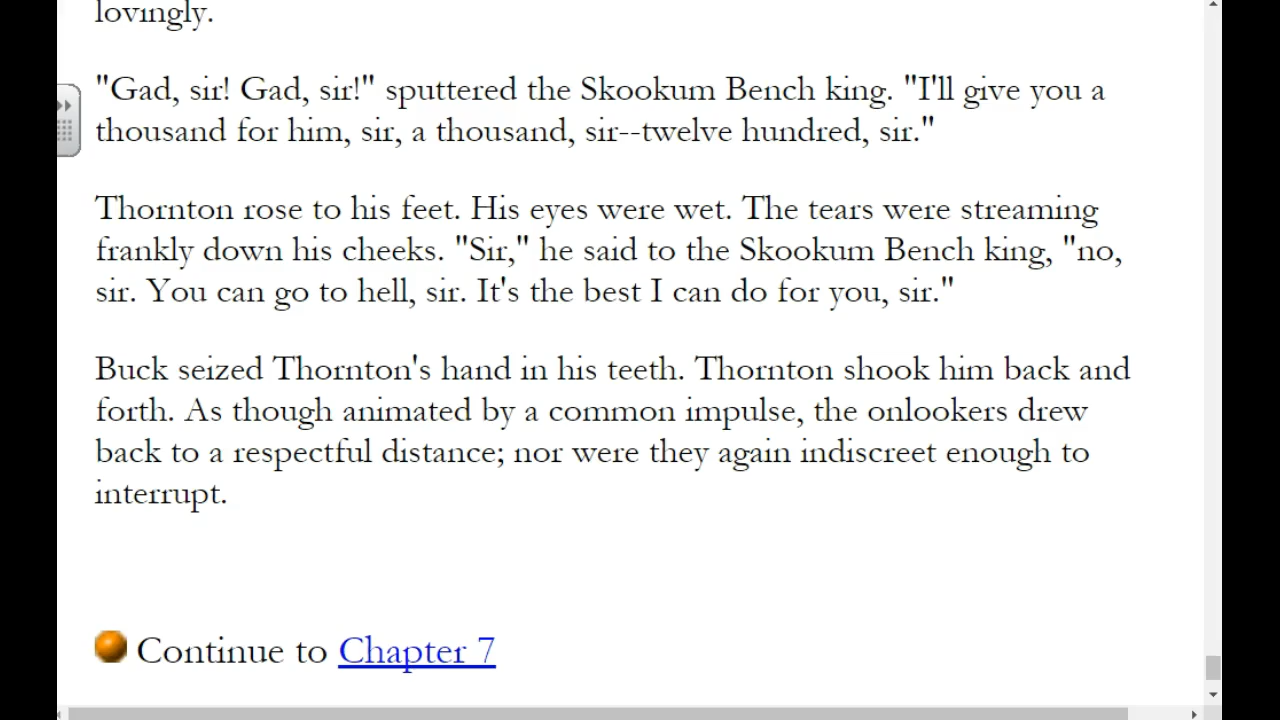 lovingly.
"Gad, sir! Gad, sir!" sputtered the Skookum Bench king. "I'll give you a
thousand for him, sir, a thousand, sir--twelve hundred, sir."
Thornton rose to his feet. His eyes were wet. The tears were streaming
frankly down his cheeks. "Sir," he said to the Skookum Bench king, "no,
sir. You can go to hell, sir. It's the best I can do for you, sir."
Buck seized Thornton's hand in his teeth. Thornton shook him back and
forth. As though animated by a common impulse, the onlookers drew
back to a respectful distance; nor were they again indiscreet enough to
interrupt.
Continue to Chapter 7